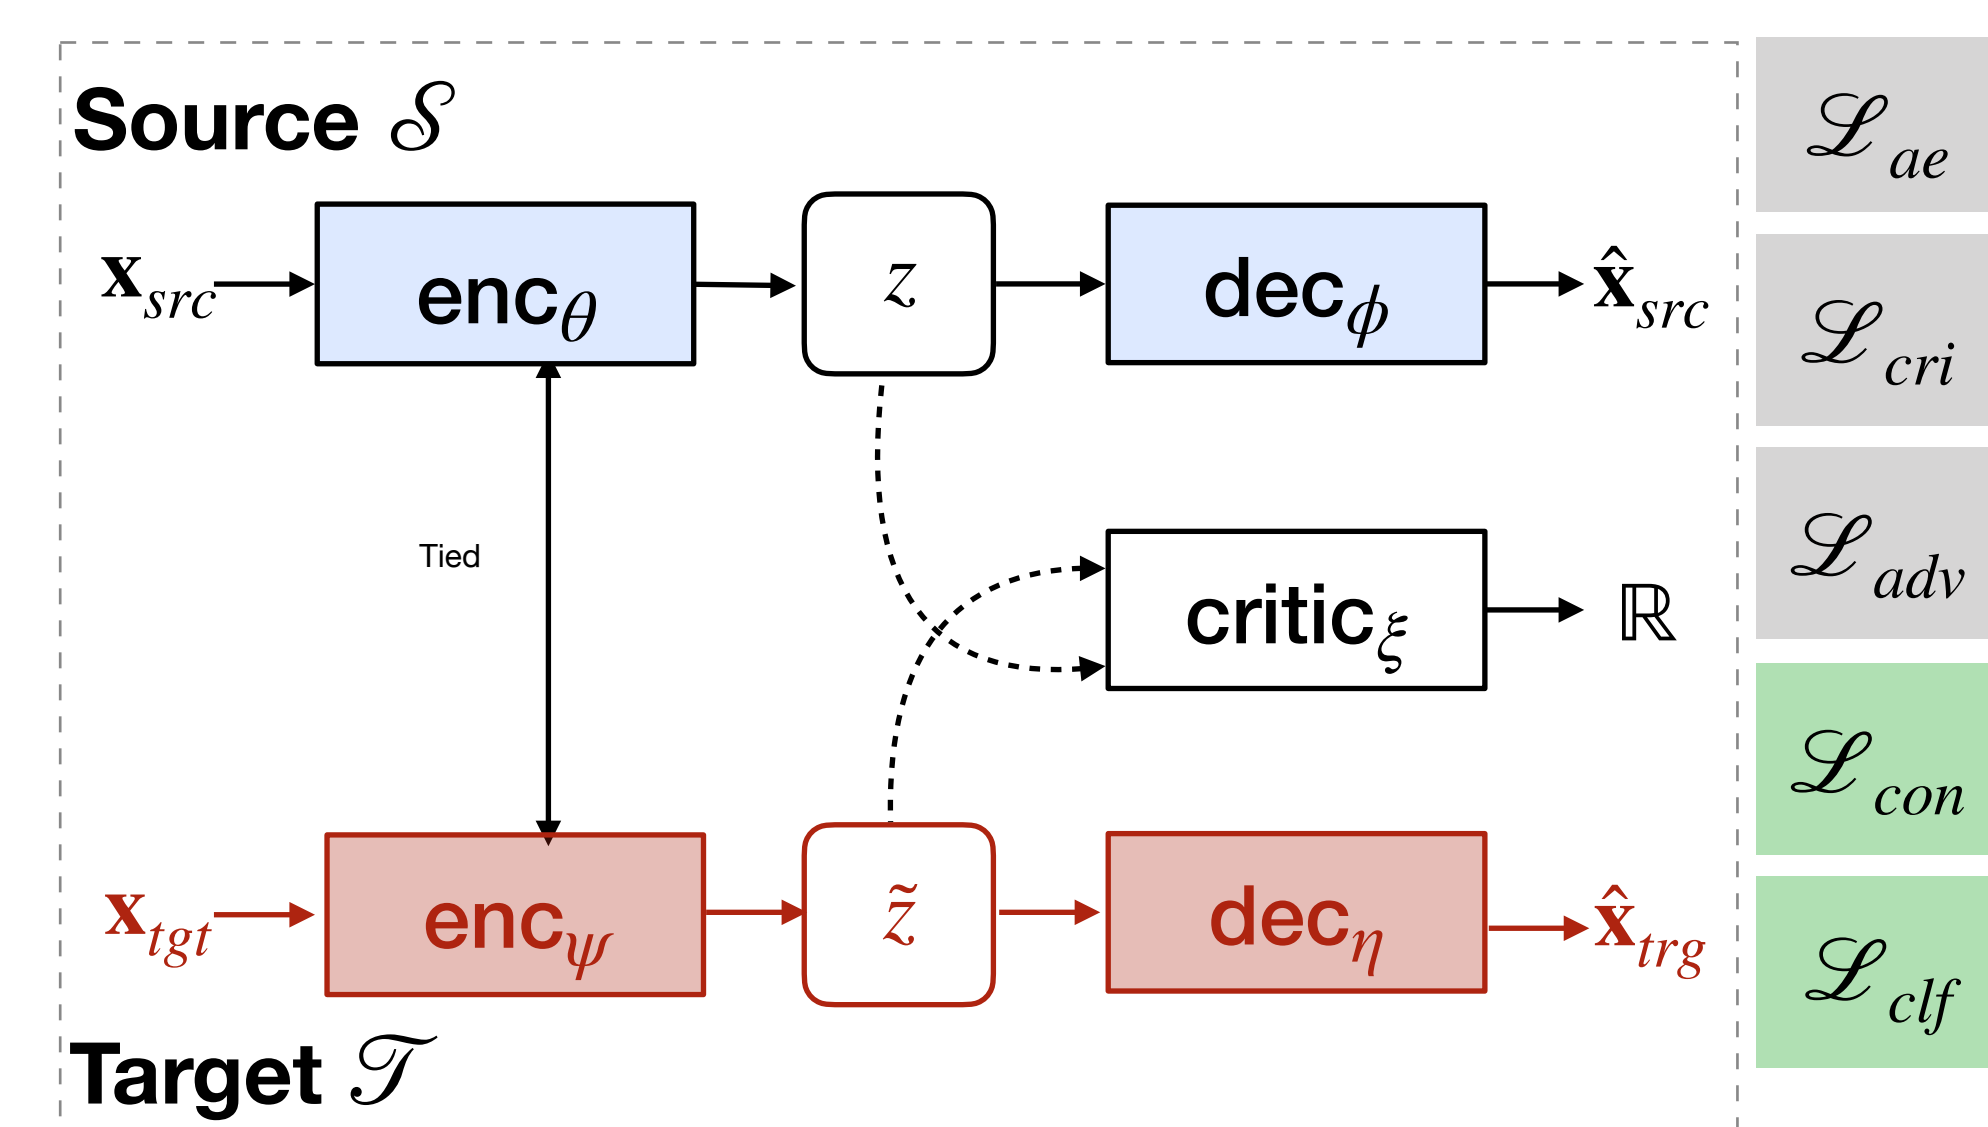 Source 𝒮
x_src
enc_θ
z
dec_ϕ
x̂_src
Tied
critic_ξ
ℝ
x_tgt
enc_ψ
z̃
dec_η
x̂_trg
Target 𝒯
ℒ_ae
ℒ_cri
ℒ_adv
ℒ_con
ℒ_clf